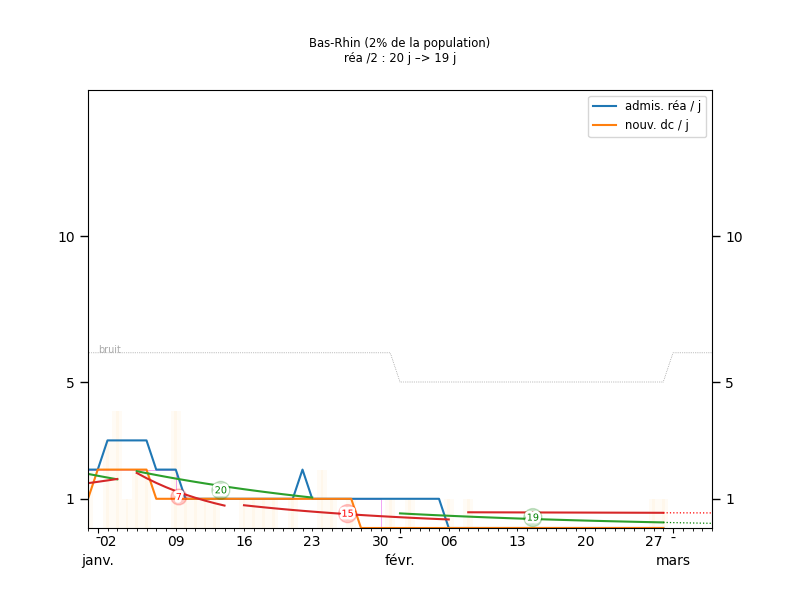 Bas-Rhin (2% de la population)
réa /2 : 20 j –> 19 j
admis. réa / j
nouv. dc / j
10 10
bruit
5 5
20
7
15
19
1 1
02 09 16 23 30 06 13 20 27
janv. févr. mars